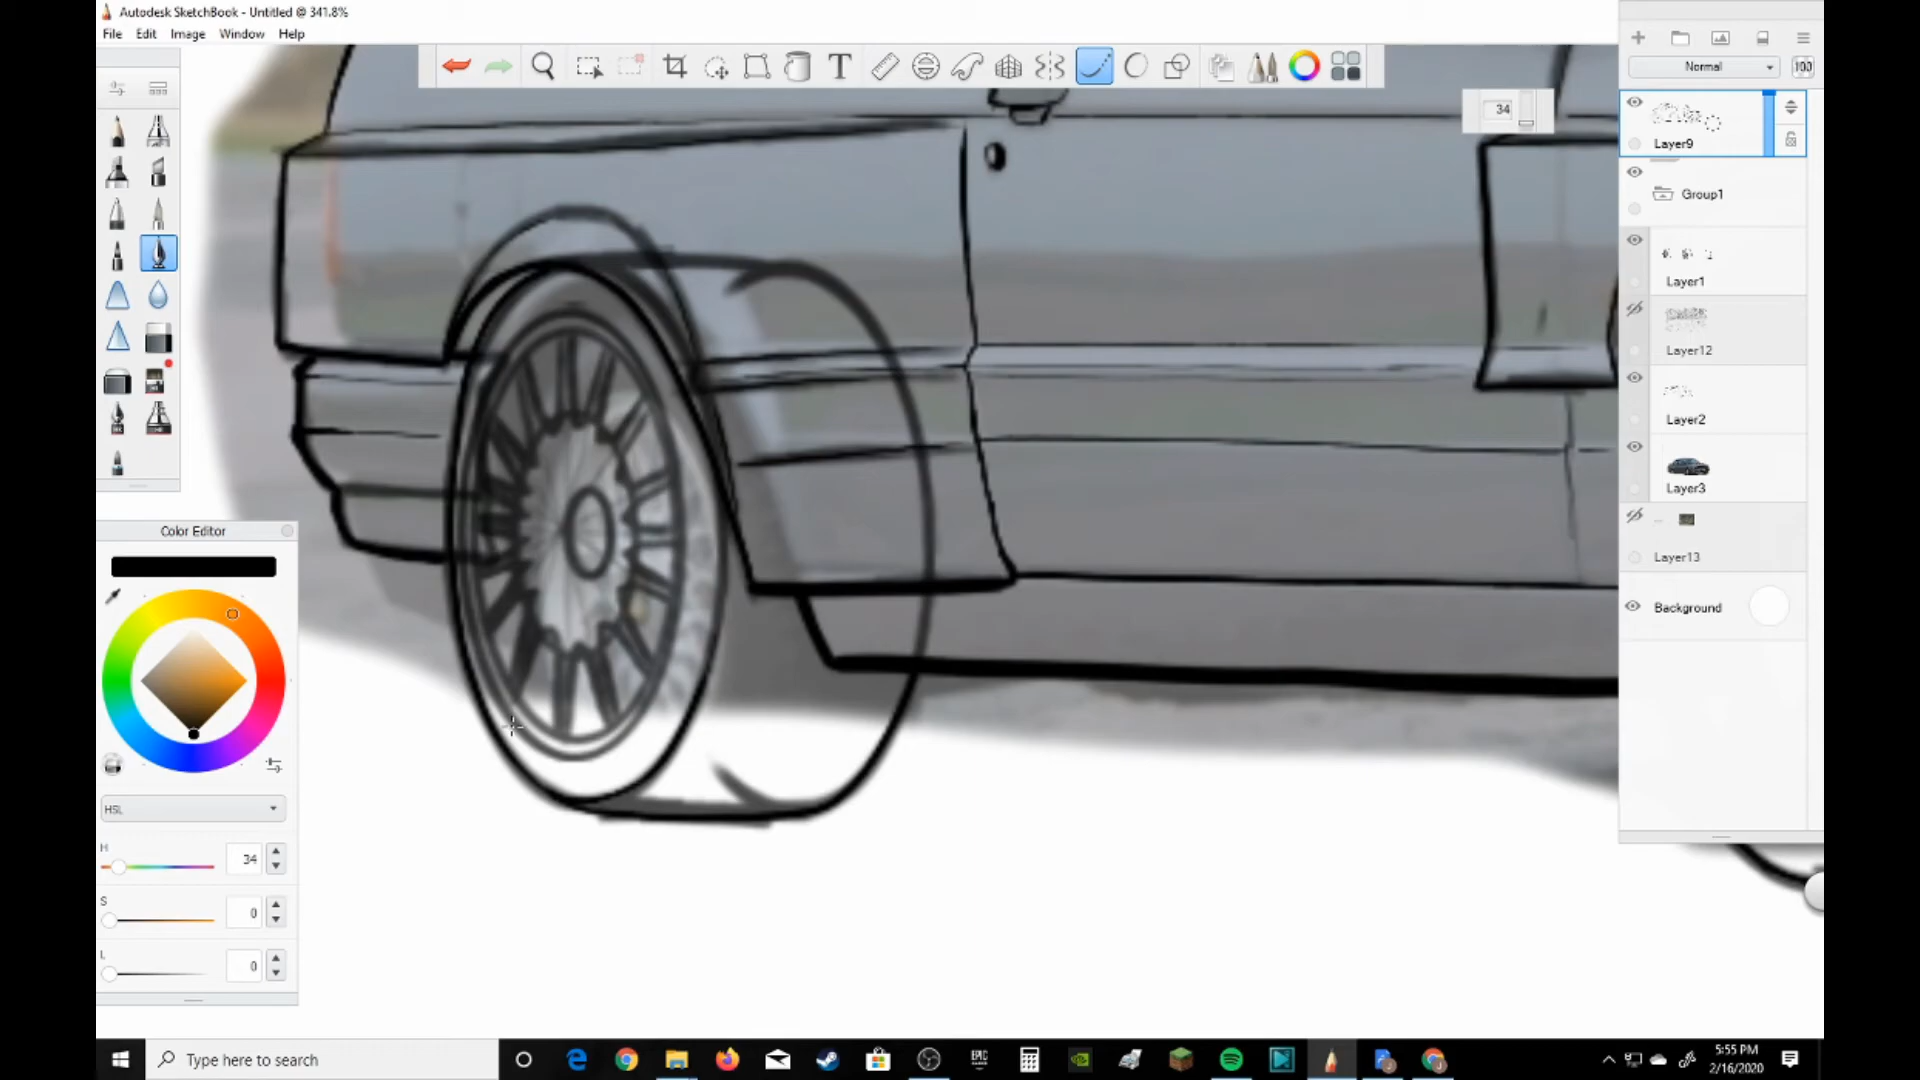 Autodesk SketchBook - Untitled @ 341.8%
File Edit Image Window Help
T
Normal
100
34
Layer9
Group1
Layer1
Layer12
Layer2
Layer3
Layer13
Background
Color Editor
HSL
H 34
S 0
L 0
Type here to search
EPIC
5:55 PM
2/16/2020